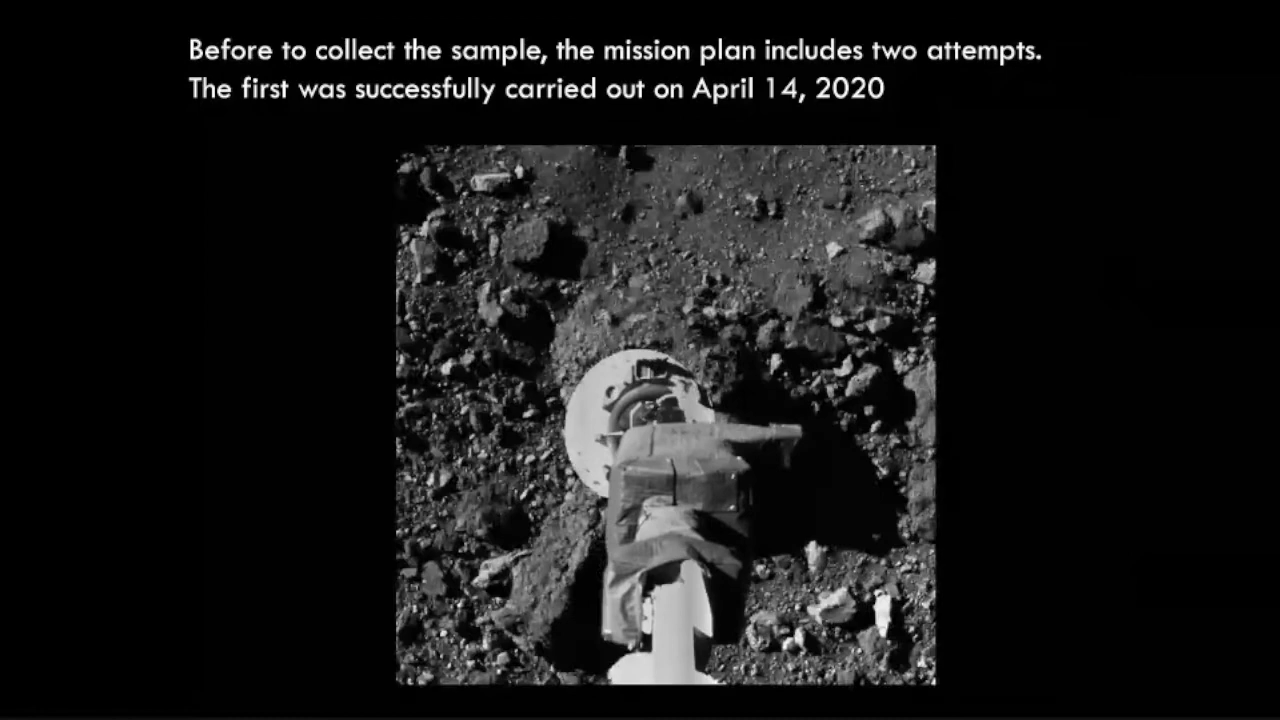 Before to collect the sample, the mission plan includes two attempts.
The first was successfully carried out on April 14, 2020